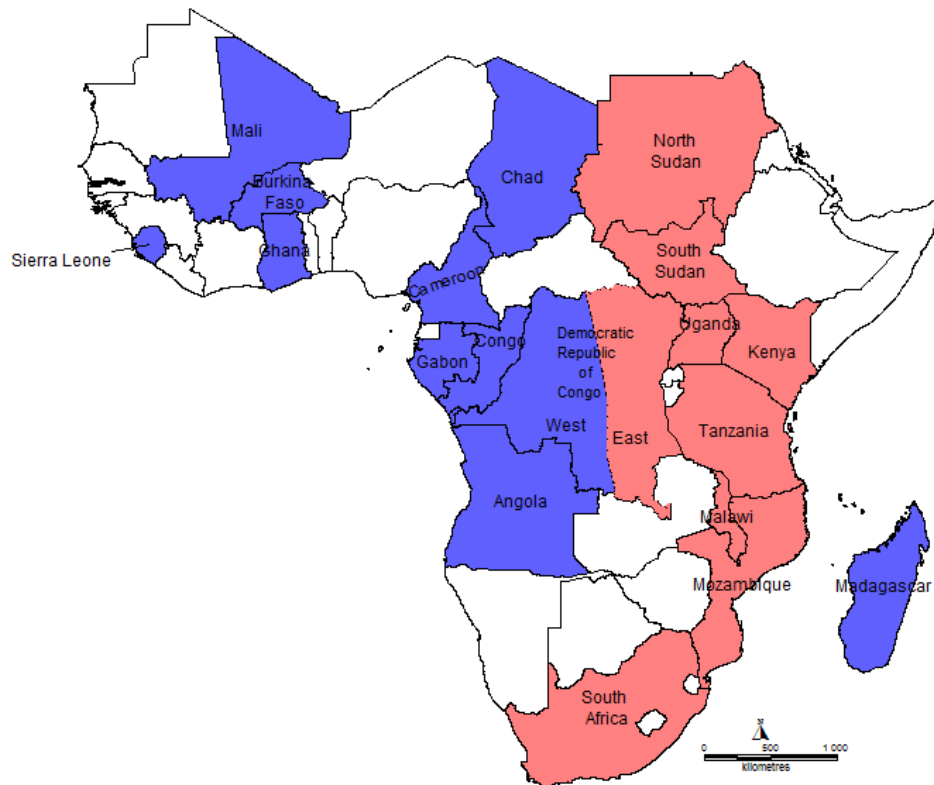 Mali
Burkina
Faso
Ghana
Sierra Leone
Chad
North
Sudan
South
Sudan
Cameroon
Congo
Gabon
Democratic
Republic
of
Congo
West
East
Uganda
Kenya
Tanzania
Angola
Malawi
Mozambique
Madagascar
South
Africa
N
0 500 1 000
kilometres